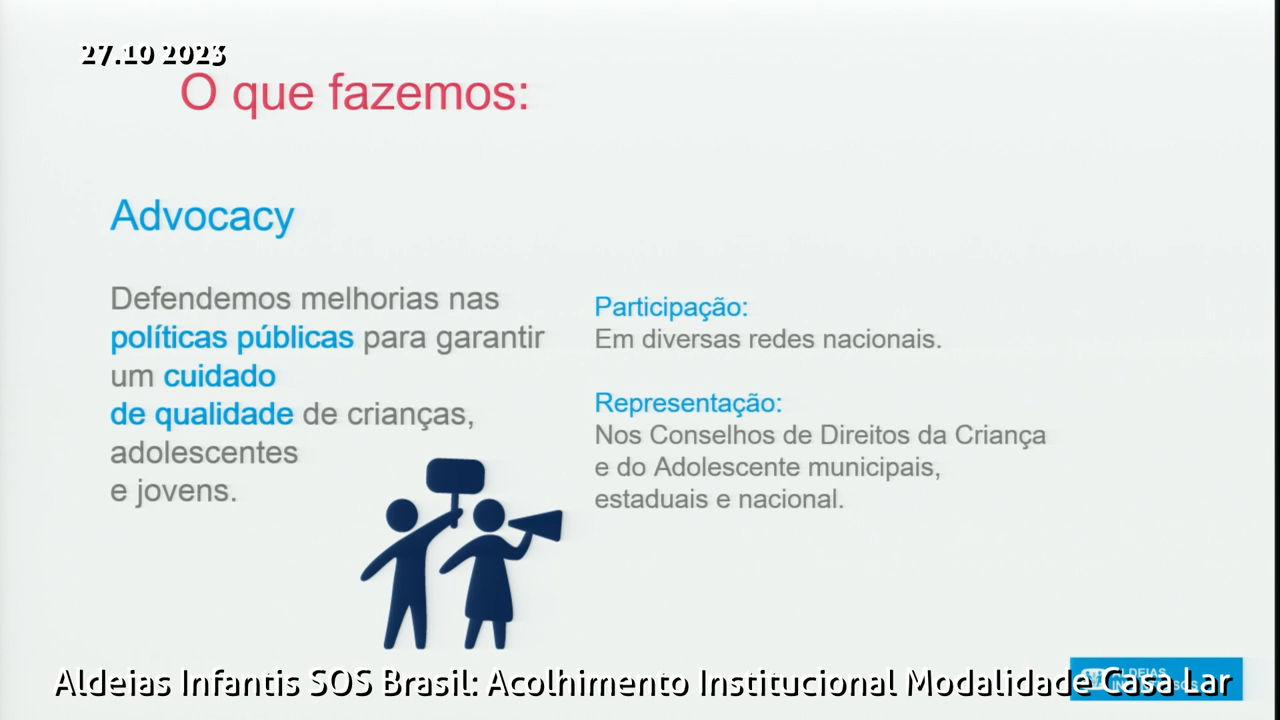 27.10 2023
O que fazemos:
Advocacy
Defendemos melhorias nas
políticas públicas para garantir
um cuidado
de qualidade de crianças,
adolescentes
e jovens.
Participação:
Em diversas redes nacionais.
Representação:
Nos Conselhos de Direitos da Criança
e do Adolescente municipais,
estaduais e nacional.
Aldeias Infantis SOS Brasil: Acolhimento Institucional Modalidade Casa Lar